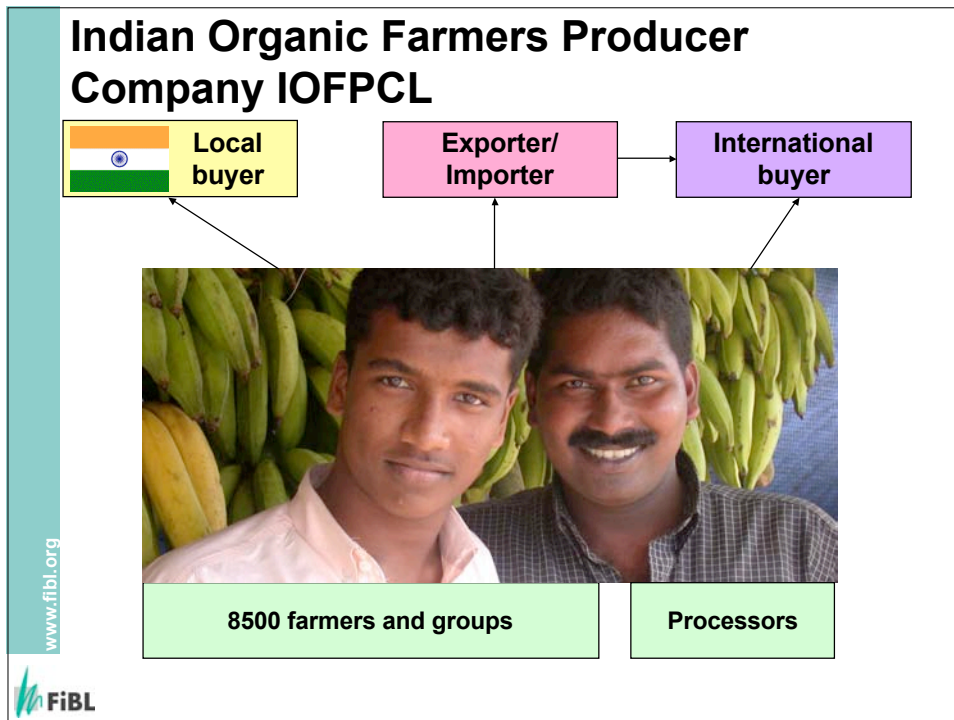 Indian Organic Farmers Producer
Company IOFPCL
Local
buyer
Exporter/
Importer
International
buyer
8500 farmers and groups
Processors
www.fibl.org
FiBL